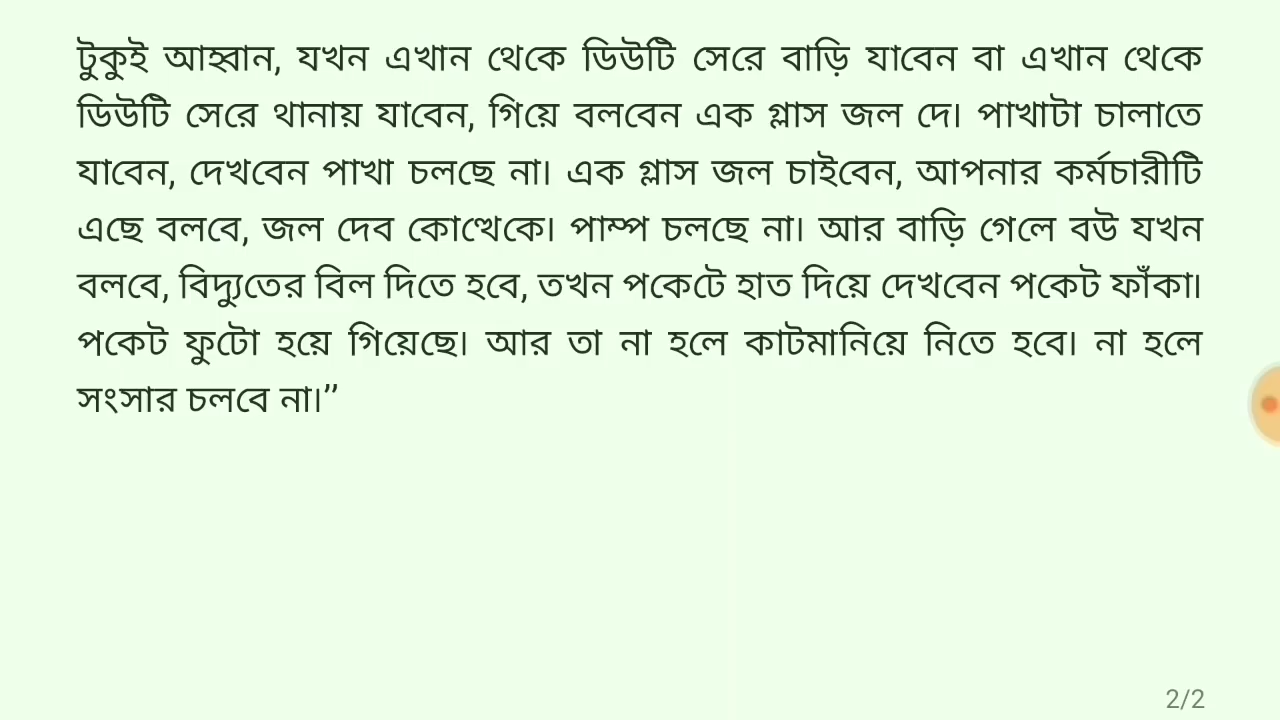 টুকুই আহ্বান, যখন এখান থেকে ডিউটি সেরে বাড়ি যাবেন বা এখান থেকে
ডিউটি সেরে থানায় যাবেন, গিয়ে বলবেন এক গ্লাস জল দে। পাখাটা চালাতে
যাবেন, দেখবেন পাখা চলছে না। এক গ্লাস জল চাইবেন, আপনার কর্মচারীটি
এছে বলবে, জল দেব কোত্থেকে। পাম্প চলছে না। আর বাড়ি গেলে বউ যখন
বলবে, বিদ্যুতের বিল দিতে হবে, তখন পকেটে হাত দিয়ে দেখবেন পকেট ফাঁকা।
পকেট ফুটো হয়ে গিয়েছে। আর তা না হলে কাটমানিয়ে নিতে হবে। না হলে
সংসার চলবে না।’’
2/2